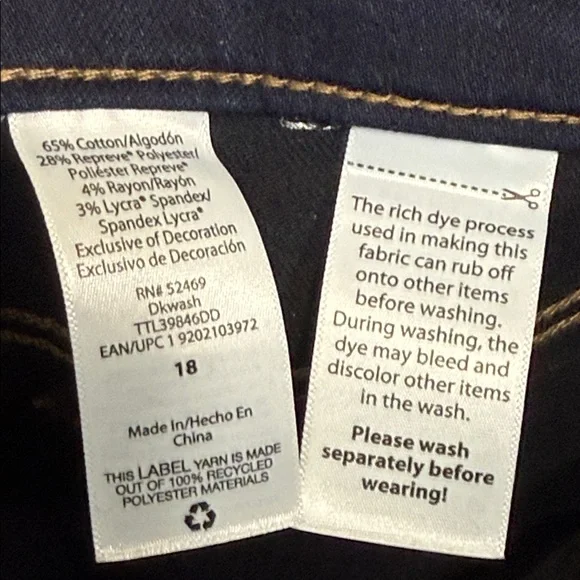 65% Cotton/Algodón
28% Repreve® Polyester/
Poliéster Repreve®
4% Rayon/Rayón
3% Lycra® Spandex/
Spandex Lycra®
Exclusive of Decoration
Exclusivo de Decoración
RN# 52469
Dkwash
TTL39846DD
EAN/UPC 1 9202103972
18
Made In/Hecho En
China
THIS LABEL YARN IS MADE
OUT OF 100% RECYCLED
POLYESTER MATERIALS
The rich dye process
used in making this
fabric can rub off
onto other items
before washing.
During washing, the
dye may bleed and
discolor other items
in the wash.
Please wash
separately before
wearing!